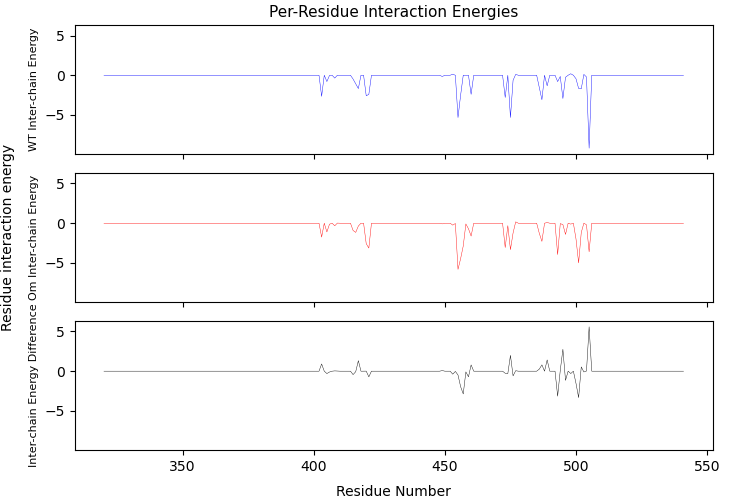 Per-Residue Interaction Energies
Residue interaction energy
WT Inter-chain Energy
5
0
−5
Om Inter-chain Energy
5
0
−5
Inter-chain Energy Difference
5
0
−5
350
400
450
500
550
Residue Number